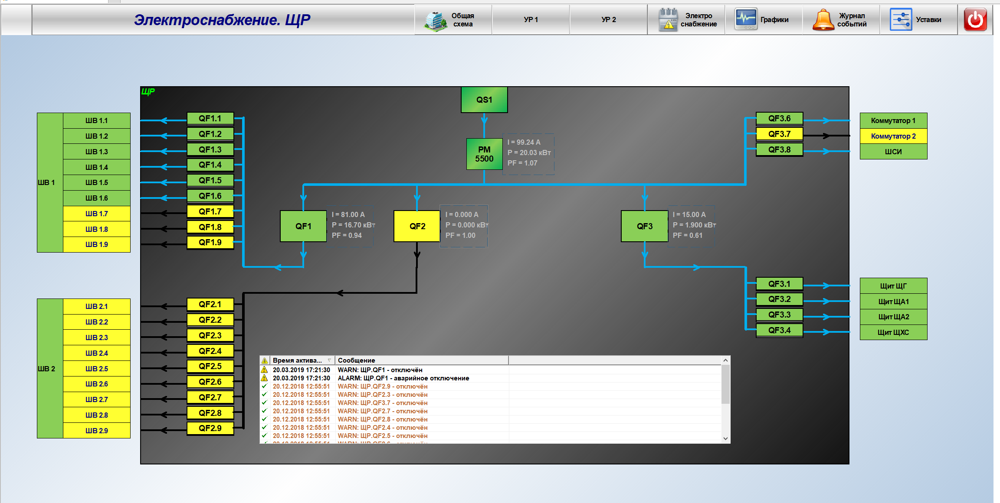 Электроснабжение. ЩР
Общая
схема
УР 1
УР 2
Электро
снабжение
Графики
Журнал
событий
Уставки
ЩР
QS1
PM
5500
I = 99.24 А
P = 20.03 кВт
PF = 1.07
ШВ 1
ШВ 1.1
ШВ 1.2
ШВ 1.3
ШВ 1.4
ШВ 1.5
ШВ 1.6
ШВ 1.7
ШВ 1.8
ШВ 1.9
QF1.1
QF1.2
QF1.3
QF1.4
QF1.5
QF1.6
QF1.7
QF1.8
QF1.9
QF1
I = 81.00 А
P = 16.70 кВт
PF = 0.94
QF2
I = 0.000 А
P = 0.000 кВт
PF = 1.00
QF3
I = 15.00 А
P = 1.900 кВт
PF = 0.61
QF3.6
QF3.7
QF3.8
Коммутатор 1
Коммутатор 2
ШСИ
ШВ 2
ШВ 2.1
ШВ 2.2
ШВ 2.3
ШВ 2.4
ШВ 2.5
ШВ 2.6
ШВ 2.7
ШВ 2.8
ШВ 2.9
QF2.1
QF2.2
QF2.3
QF2.4
QF2.5
QF2.6
QF2.7
QF2.8
QF2.9
QF3.1
QF3.2
QF3.3
QF3.4
Щит ЩГ
Щит ЩА1
Щит ЩА2
Щит ЩХС
Время актива... Сообщение
20.03.2019 17:21:30 WARN: ЩР.QF1 - отключён
20.03.2019 17:21:30 ALARM: ЩР.QF1 - аварийное отключение
20.12.2018 12:55:51 WARN: ЩР.QF2.9 - отключён
20.12.2018 12:55:51 WARN: ЩР.QF2.3 - отключён
20.12.2018 12:55:51 WARN: ЩР.QF3.7 - отключён
20.12.2018 12:55:51 WARN: ЩР.QF2.7 - отключён
20.12.2018 12:55:51 WARN: ЩР.QF2.8 - отключён
20.12.2018 12:55:51 WARN: ЩР.QF2.4 - отключён
20.12.2018 12:55:51 WARN: ЩР.QF2.5 - отключён